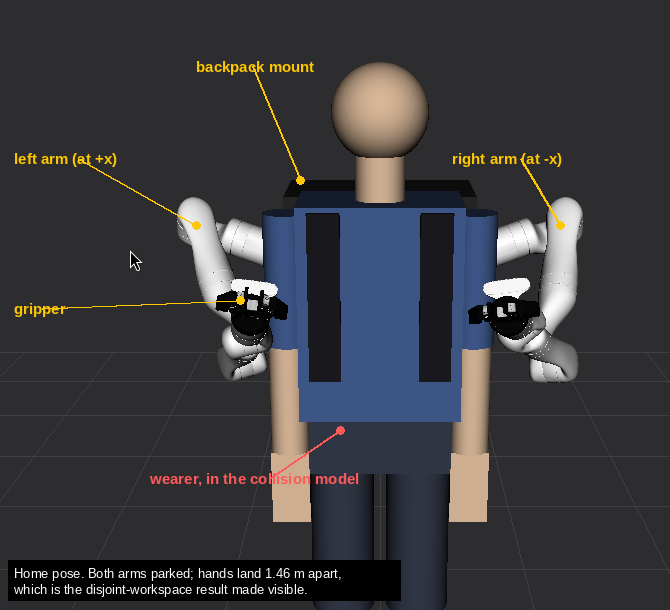 backpack mount
left arm (at +x)
right arm (at -x)
gripper
wearer, in the collision model
Home pose. Both arms parked; hands land 1.46 m apart,
which is the disjoint-workspace result made visible.